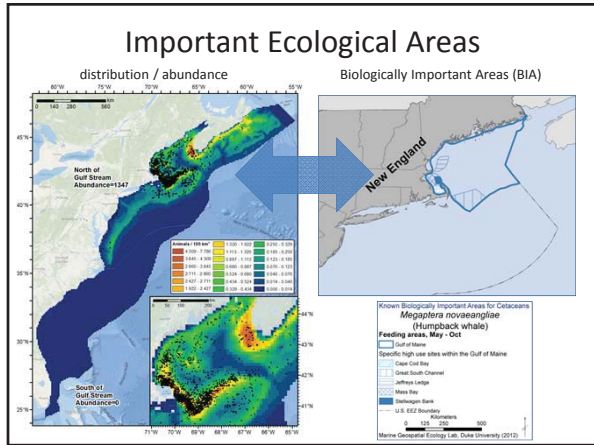 Important Ecological Areas
distribution / abundance
Biologically Important Areas (BIA)
80°W 75°W 70°W 65°W 60°W 55°W
km
0 140 280 560
45°N
40°N
35°N
30°N
25°N
North of
Gulf Stream
Abundance=1347
South of
Gulf Stream
Abundance=0
Animals / 100 km²
0 50 100 200
km
44°N
43°N
42°N
41°N
71°W 70°W 69°W 68°W 67°W 66°W
New England
Known Biologically Important Areas for Cetaceans
Megaptera novaeangliae
(Humpback whale)
Feeding areas, May - Oct
Gulf of Maine
Specific high use sites within the Gulf of Maine
Cape Cod Bay
Great South Channel
Jeffreys Ledge
Mass Bay
Stellwagen Bank
U.S. EEZ Boundary
Kilometers
0 125 250 500
Marine Geospatial Ecology Lab, Duke University (2012)